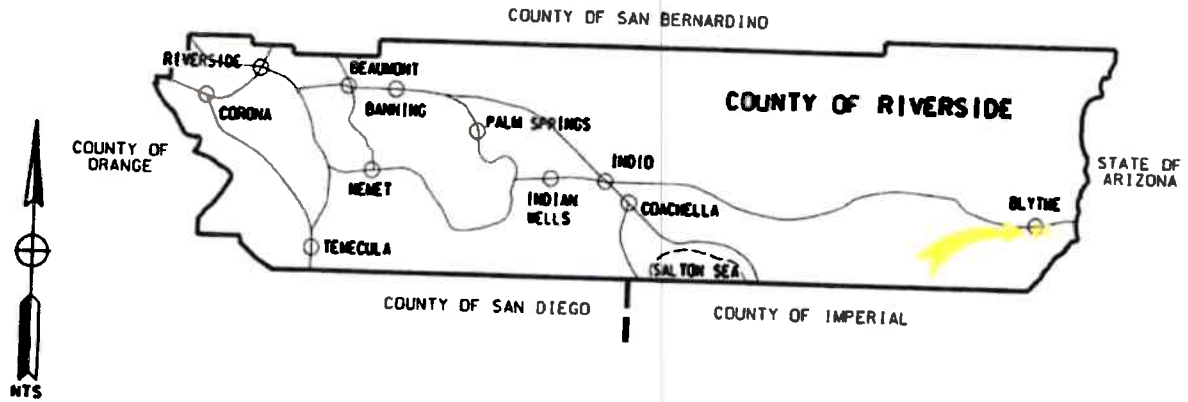 COUNTY OF SAN BERNARDINO
RIVERSIDE
BEAUMONT
CORONA
BANNING
COUNTY OF RIVERSIDE
PALM SPRINGS
COUNTY OF
ORANGE
INDIO
STATE OF
ARIZONA
HEMET
INDIAN
WELLS
COACHELLA
BLYTHE
TEMECULA
SALTON SEA
COUNTY OF SAN DIEGO
COUNTY OF IMPERIAL
NTS